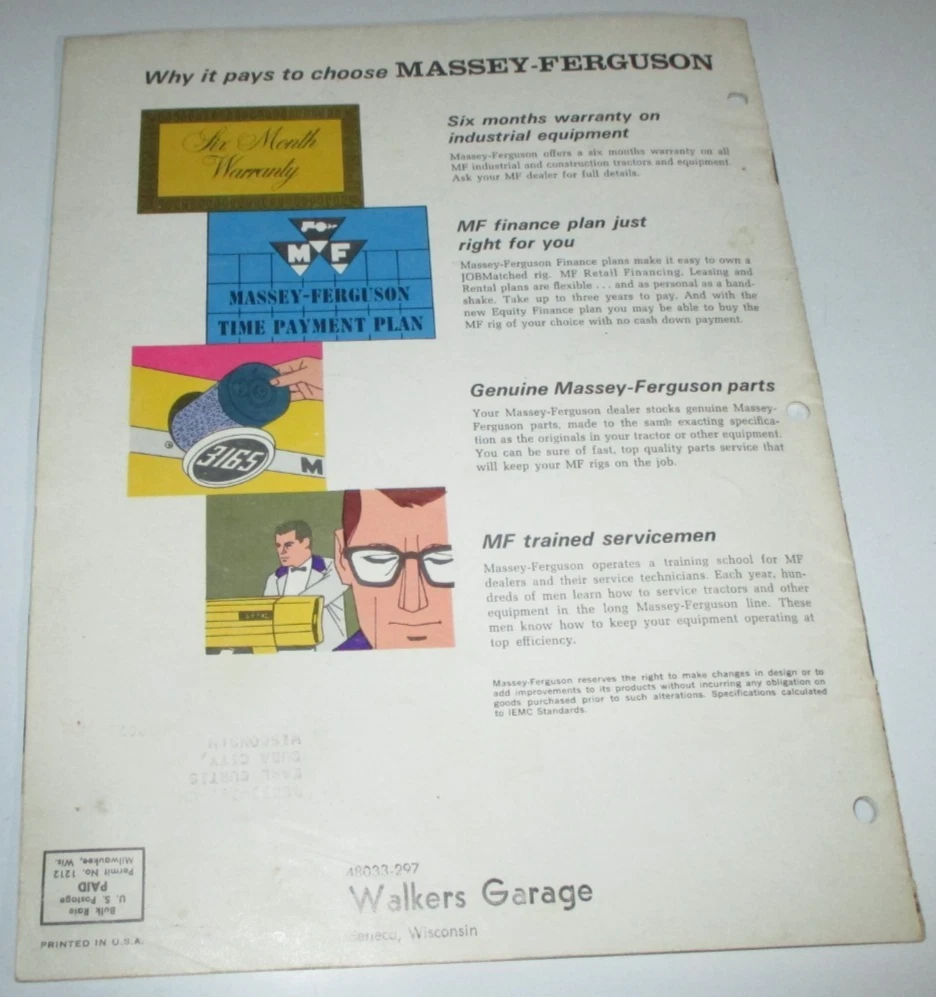 Why it pays to choose MASSEY-FERGUSON
Six Month
Warranty
Six months warranty on
industrial equipment
Massey-Ferguson offers a six months warranty on all
MF industrial and construction tractors and equipment.
Ask your MF dealer for full details.
MF
MASSEY-FERGUSON
TIME PAYMENT PLAN
MF finance plan just
right for you
Massey-Ferguson Finance plans make it easy to own a
JOBMatched rig. MF Retail Financing, Leasing and
Rental plans are flexible . . . and as personal as a hand-
shake. Take up to three years to pay. And with the
new Equity Finance plan you may be able to buy the
MF rig of your choice with no cash down payment.
3165
M
Genuine Massey-Ferguson parts
Your Massey-Ferguson dealer stocks genuine Massey-
Ferguson parts, made to the same exacting specifica-
tion as the originals in your tractor or other equipment.
You can be sure of fast, top quality parts service that
will keep your MF rigs on the job.
MF trained servicemen
Massey-Ferguson operates a training school for MF
dealers and their service technicians. Each year, hun-
dreds of men learn how to service tractors and other
equipment in the long Massey-Ferguson line. These
men know how to keep your equipment operating at
top efficiency.
Massey-Ferguson reserves the right to make changes in design or to
add improvements to its products without incurring any obligation on
goods purchased prior to such alterations. Specifications calculated
to IEMC Standards.
EARL CURTIS
CUBA CITY,
WISCONSIN
Bulk Rate
U. S. Postage
PAID
Permit No. 1212
Milwaukee, Wis.
PRINTED IN U.S.A.
48033-297
Walkers Garage
Seneca, Wisconsin